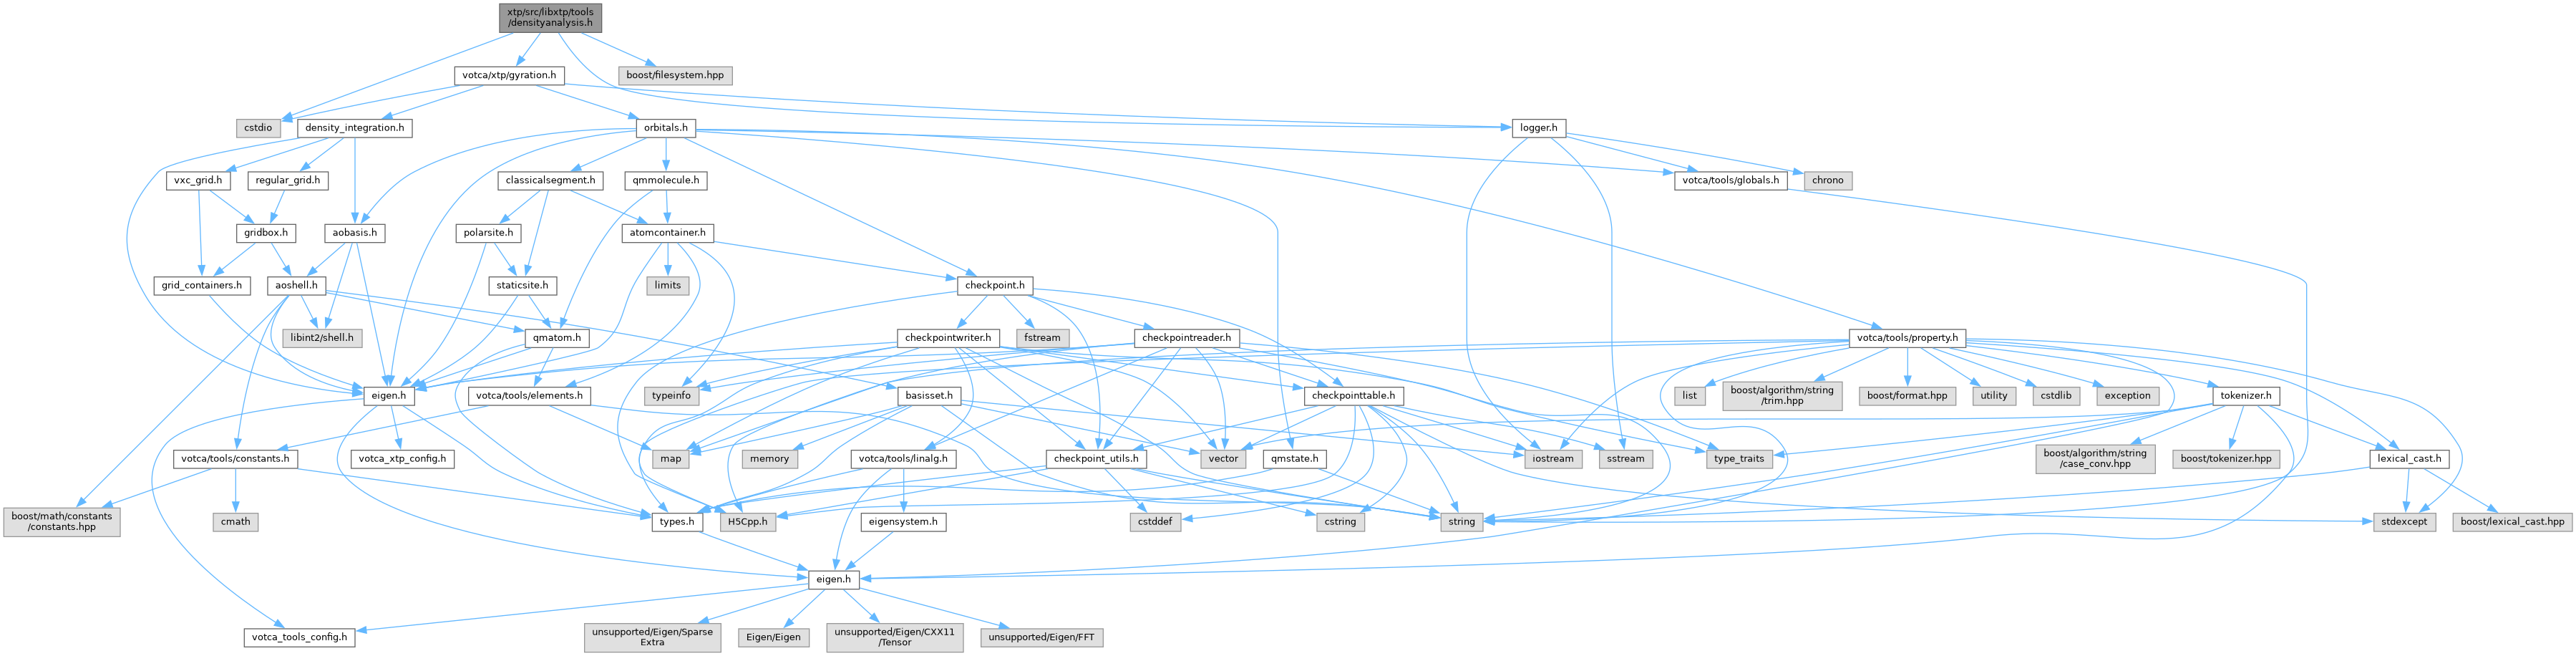 xtp/src/libxtp/tools
/densityanalysis.h
votca/xtp/gyration.h
boost/filesystem.hpp
cstdio
density_integration.h
orbitals.h
logger.h
vxc_grid.h
regular_grid.h
classicalsegment.h
qmmolecule.h
votca/tools/globals.h
chrono
gridbox.h
aobasis.h
polarsite.h
atomcontainer.h
grid_containers.h
aoshell.h
staticsite.h
limits
checkpoint.h
libint2/shell.h
qmatom.h
checkpointwriter.h
fstream
checkpointreader.h
votca/tools/property.h
eigen.h
votca/tools/elements.h
typeinfo
basisset.h
checkpointtable.h
list
boost/algorithm/string
/trim.hpp
boost/format.hpp
utility
cstdlib
exception
tokenizer.h
votca/tools/constants.h
votca_xtp_config.h
map
memory
votca/tools/linalg.h
checkpoint_utils.h
vector
qmstate.h
iostream
sstream
type_traits
boost/algorithm/string
/case_conv.hpp
boost/tokenizer.hpp
lexical_cast.h
boost/math/constants
/constants.hpp
cmath
types.h
H5Cpp.h
eigensystem.h
cstddef
cstring
string
stdexcept
boost/lexical_cast.hpp
eigen.h
votca_tools_config.h
unsupported/Eigen/Sparse
Extra
Eigen/Eigen
unsupported/Eigen/CXX11
/Tensor
unsupported/Eigen/FFT